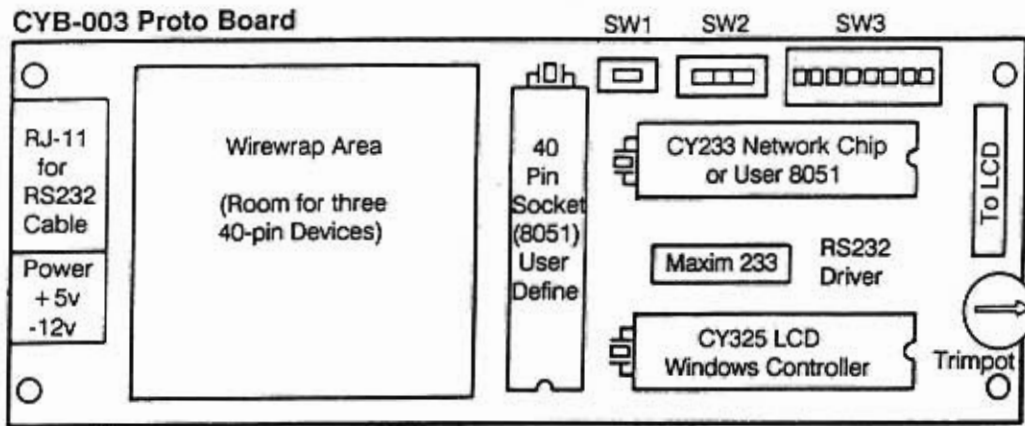 CYB-003 Proto Board
SW1
SW2
SW3
RJ-11
for
RS232
Cable
Power
+ 5v
-12v
Wirewrap Area
(Room for three
40-pin Devices)
40
Pin
Socket
(8051)
User
Define
CY233 Network Chip
or User 8051
Maxim 233
RS232
Driver
CY325 LCD
Windows Controller
To LCD
Trimpot